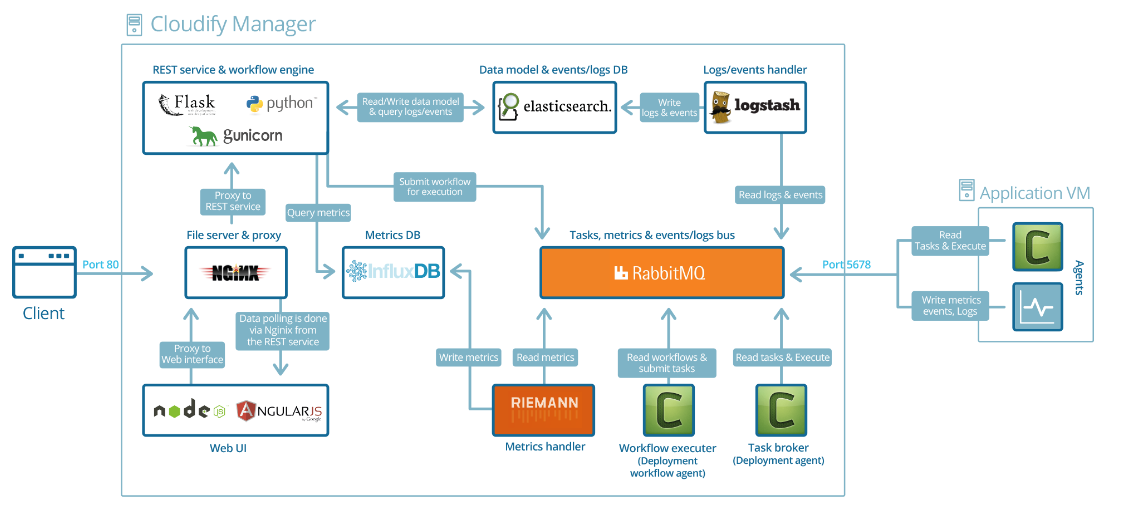 Cloudify Manager
REST service & workflow engine
Data model & events/logs DB
Logs/events handler
Flask
python
gunicorn
Read/Write data model
& query logs/events
elasticsearch.
Write
logs & events
logstash
Proxy to
REST service
Query metrics
Submit workflow
for execution
Read logs & events
Application VM
File server & proxy
Metrics DB
Tasks, metrics & events/logs bus
Read
Tasks & Execute
C
Agents
Port 80
NGiNX
influxDB
RabbitMQ
Port 5678
Client
Write metrics
events, Logs
Data polling is done
via Nginix from
the REST service
Proxy to
Web interface
Write metrics
Read metrics
Read workflows &
submit tasks
Read tasks & Execute
node
JS
ANGULARJS
by Google
RIEMANN
C
C
Web UI
Metrics handler
Workflow executer
(Deployment
workflow agent)
Task broker
(Deployment agent)